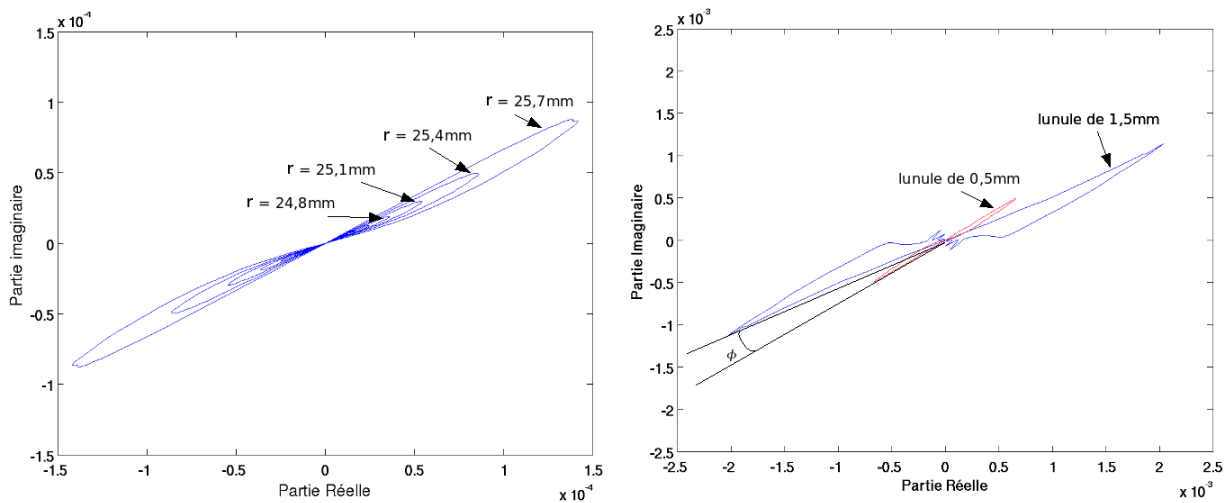 x 10⁻⁴
1.5
1
0.5
0
-0.5
-1
-1.5
-1.5
-1
-0.5
0
0.5
1
1.5
x 10⁻⁴
Partie imaginaire
Partie Réelle
r = 25,7mm
r = 25,4mm
r = 25,1mm
r = 24,8mm
x 10⁻³
2.5
2
1.5
1
0.5
0
-0.5
-1
-1.5
-2
-2.5
-2.5
-2
-1.5
-1
-0.5
0
0.5
1
1.5
2
2.5
x 10⁻³
Partie Imaginaire
Partie Réelle
lunule de 1,5mm
lunule de 0,5mm
ϕ